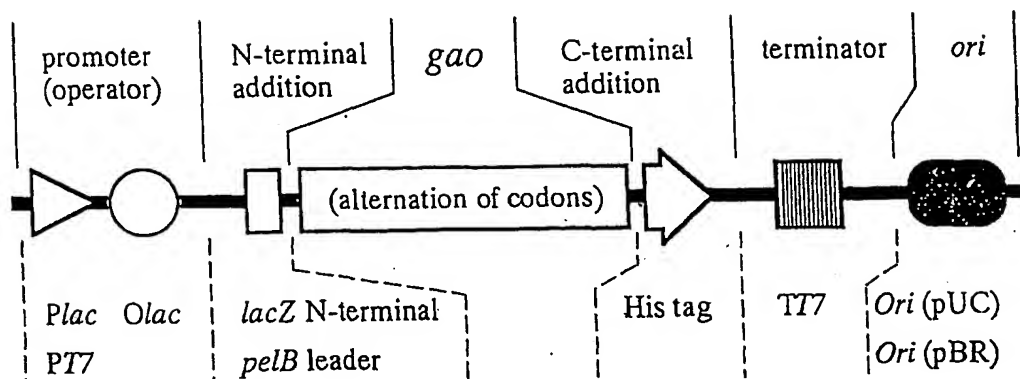 promoter
(operator)
N-terminal
addition
gao
C-terminal
addition
terminator
ori
(alternation of codons)
Plac Olac
PT7
lacZ N-terminal
pelB leader
His tag
TT7
Ori (pUC)
Ori (pBR)